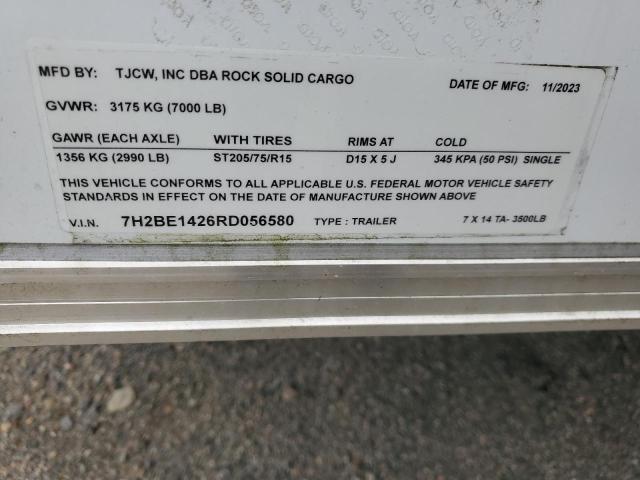 MFD BY: TJCW, INC DBA ROCK SOLID CARGO DATE OF MFG: 11/2023
GVWR: 3175 KG (7000 LB)
GAWR (EACH AXLE) WITH TIRES RIMS AT COLD
1356 KG (2990 LB) ST205/75/R15 D15 X 5 J 345 KPA (50 PSI) SINGLE
THIS VEHICLE CONFORMS TO ALL APPLICABLE U.S. FEDERAL MOTOR VEHICLE SAFETY
STANDARDS IN EFFECT ON THE DATE OF MANUFACTURE SHOWN ABOVE
V.I.N. 7H2BE1426RD056580 TYPE: TRAILER 7 X 14 TA- 3500LB